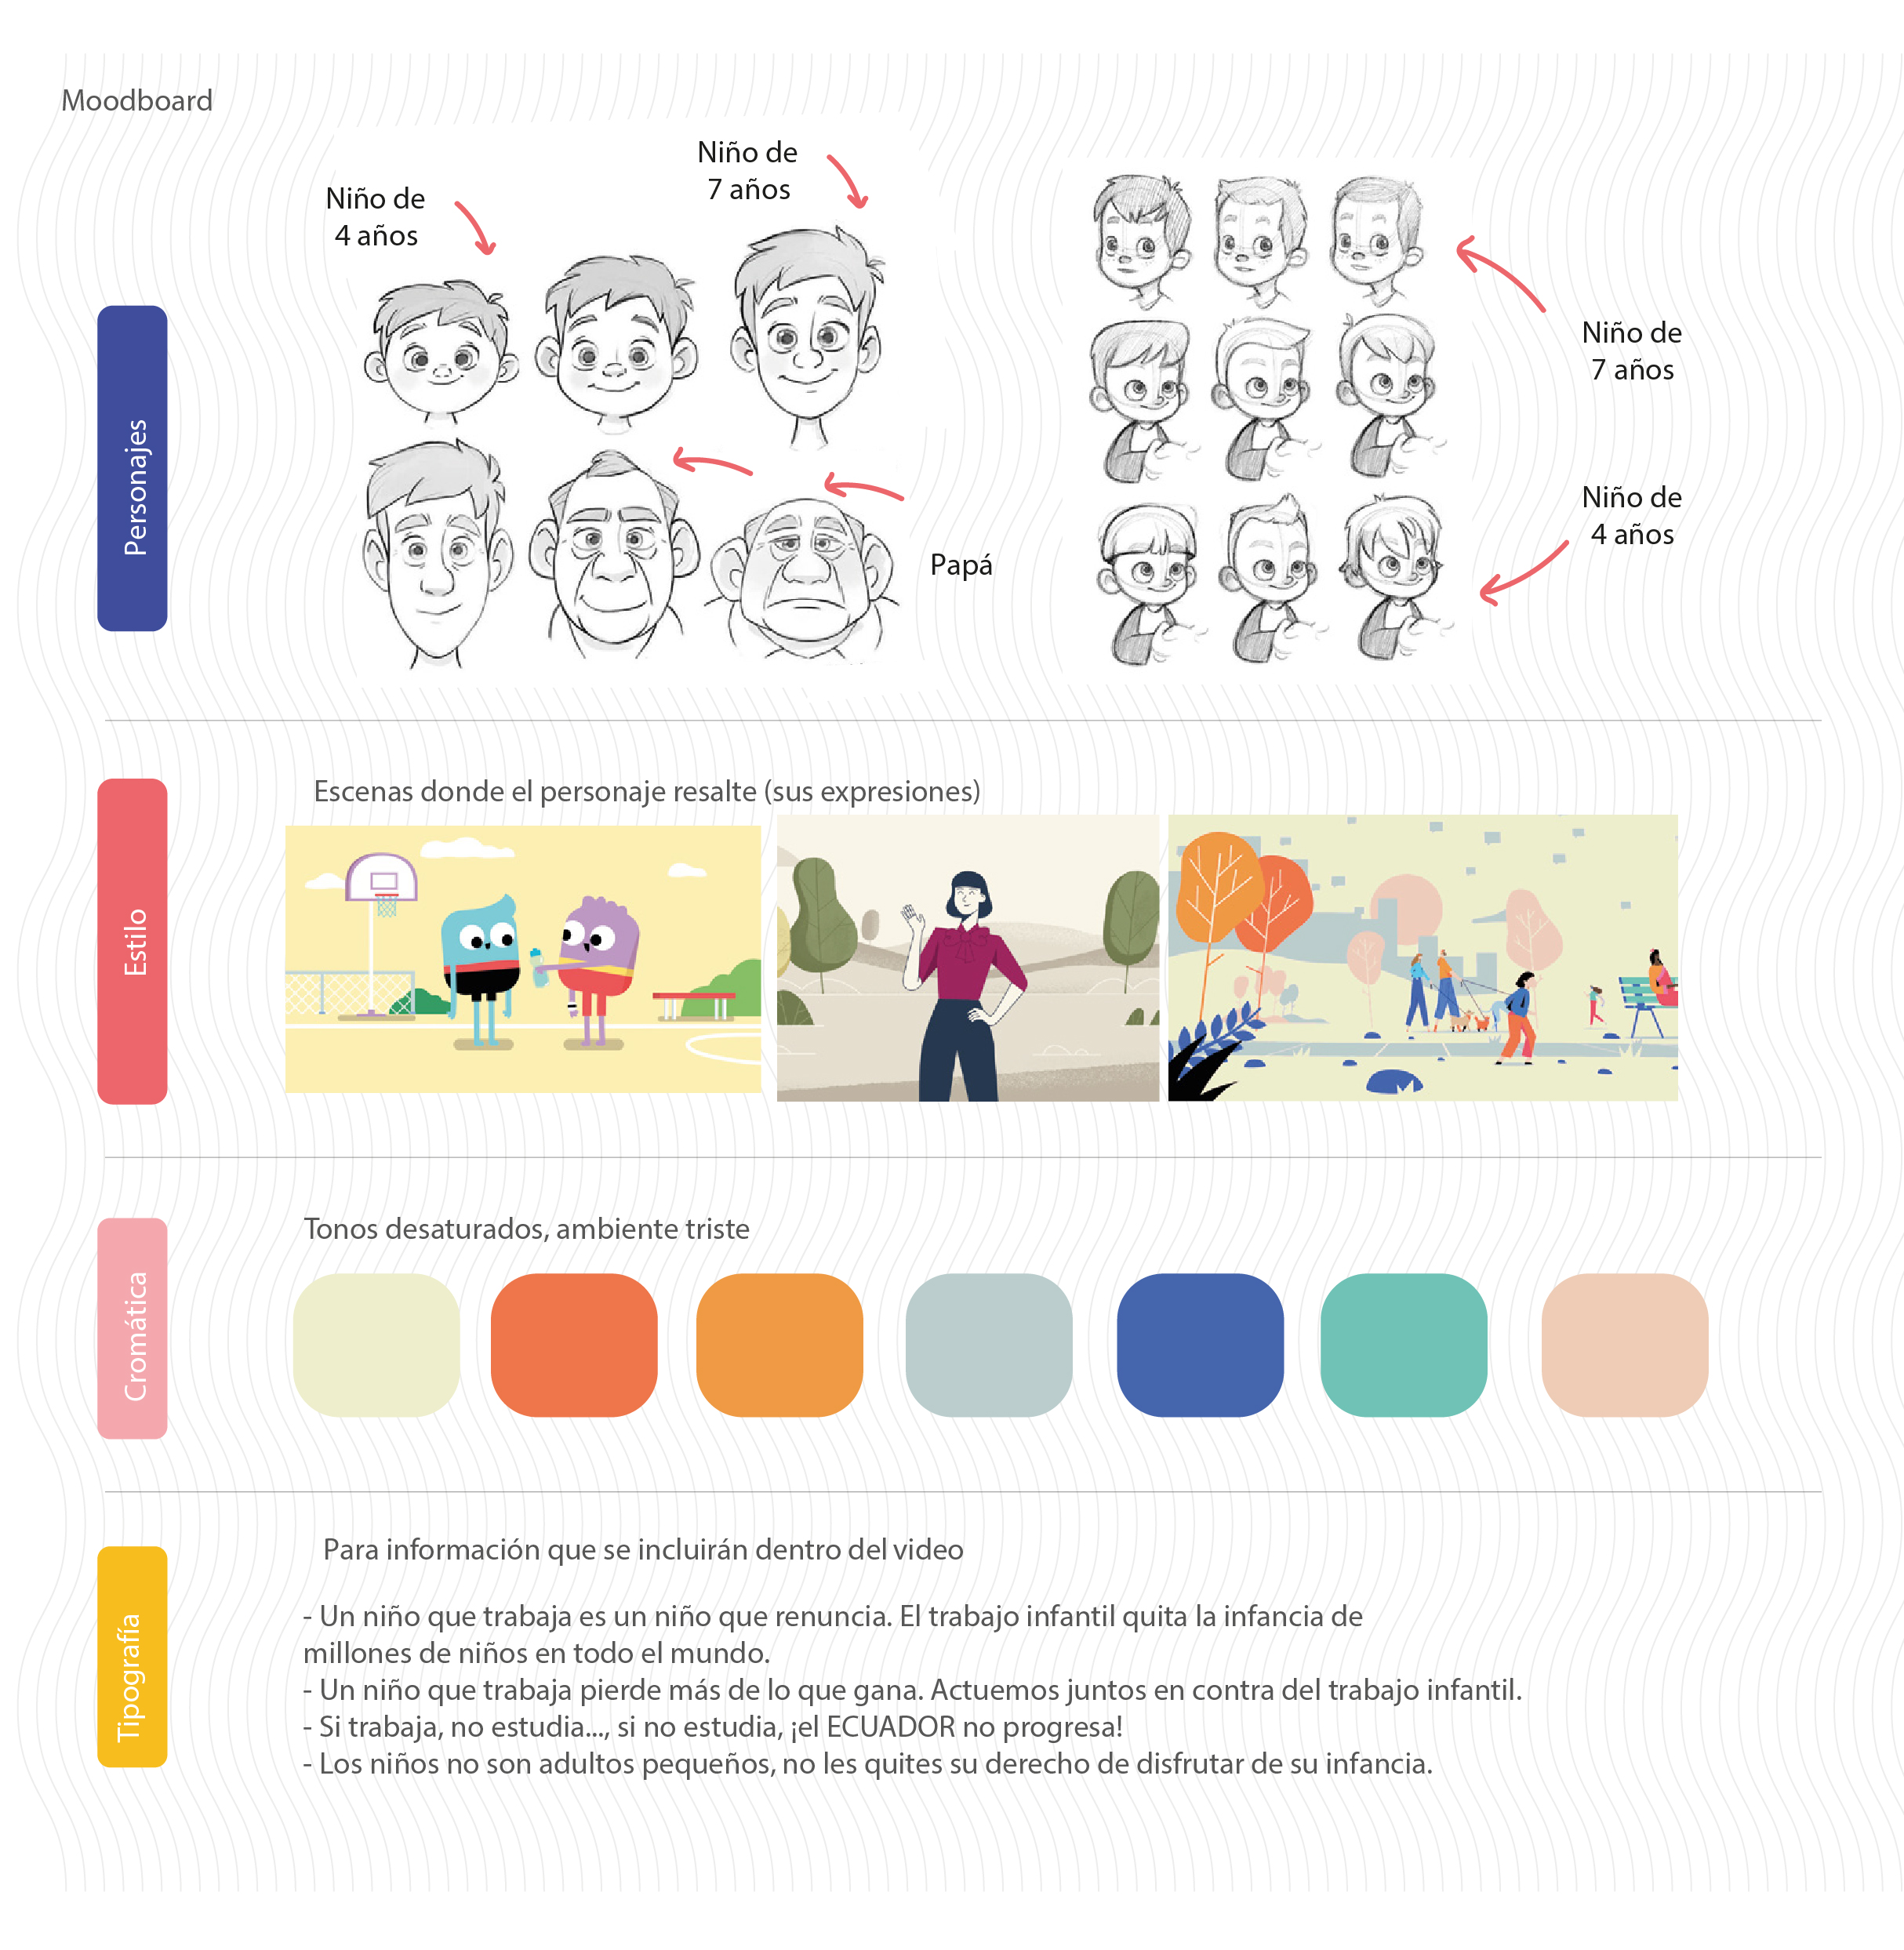 Moodboard
Personajes
Niño de
4 años
Niño de
7 años
Papá
Niño de
7 años
Niño de
4 años
Estilo
Escenas donde el personaje resalte (sus expresiones)
Cromática
Tonos desaturados, ambiente triste
Tipografía
Para información que se incluirán dentro del video
- Un niño que trabaja es un niño que renuncia. El trabajo infantil quita la infancia de
millones de niños en todo el mundo.
- Un niño que trabaja pierde más de lo que gana. Actuemos juntos en contra del trabajo infantil.
- Si trabaja, no estudia..., si no estudia, ¡el ECUADOR no progresa!
- Los niños no son adultos pequeños, no les quites su derecho de disfrutar de su infancia.